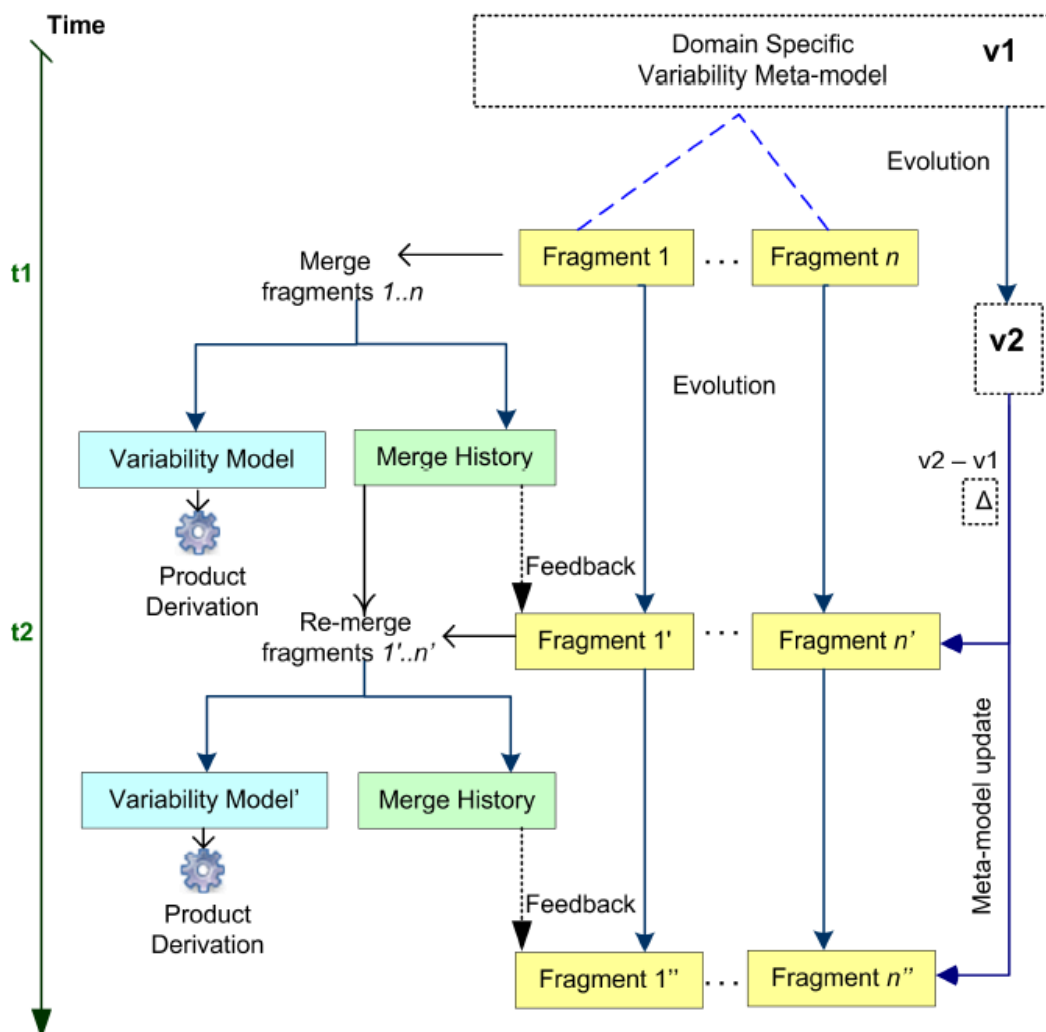 Time
Domain Specific
Variability Meta-model
v1
Evolution
t1
Merge
fragments 1..n
Fragment 1
...
Fragment n
v2
Evolution
Variability Model
Merge History
v2 – v1
Δ
Product
Derivation
Feedback
t2
Re-merge
fragments 1'..n’
Fragment 1'
...
Fragment n’
Meta-model update
Variability Model’
Merge History
Product
Derivation
Feedback
Fragment 1’’
...
Fragment n’’